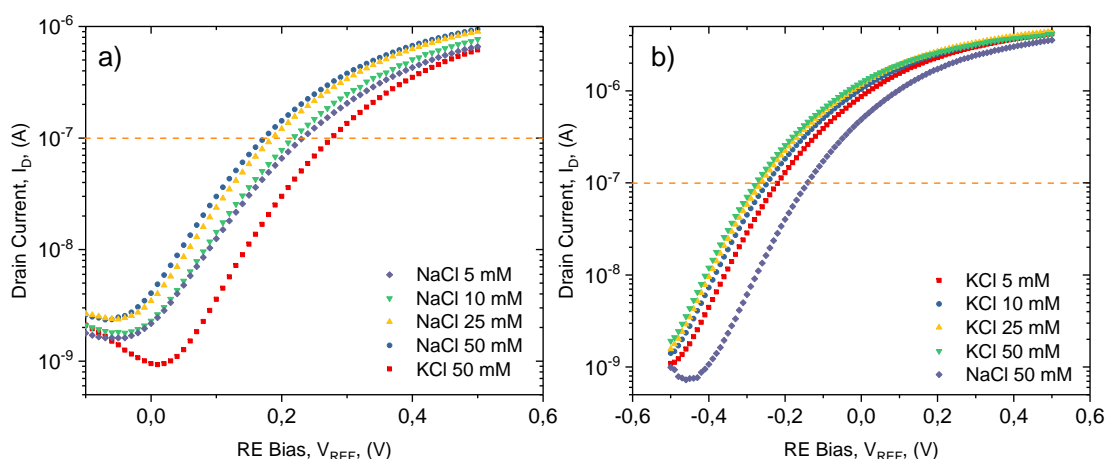 a)
Drain Current, I_D, (A)
10^-6
10^-7
10^-8
10^-9
NaCl 5 mM
NaCl 10 mM
NaCl 25 mM
NaCl 50 mM
KCl 50 mM
0,0 0,2 0,4 0,6
RE Bias, V_REF, (V)
b)
Drain Current, I_D, (A)
10^-6
10^-7
10^-8
10^-9
KCl 5 mM
KCl 10 mM
KCl 25 mM
KCl 50 mM
NaCl 50 mM
-0,6 -0,4 -0,2 0,0 0,2 0,4 0,6
RE Bias, V_REF, (V)